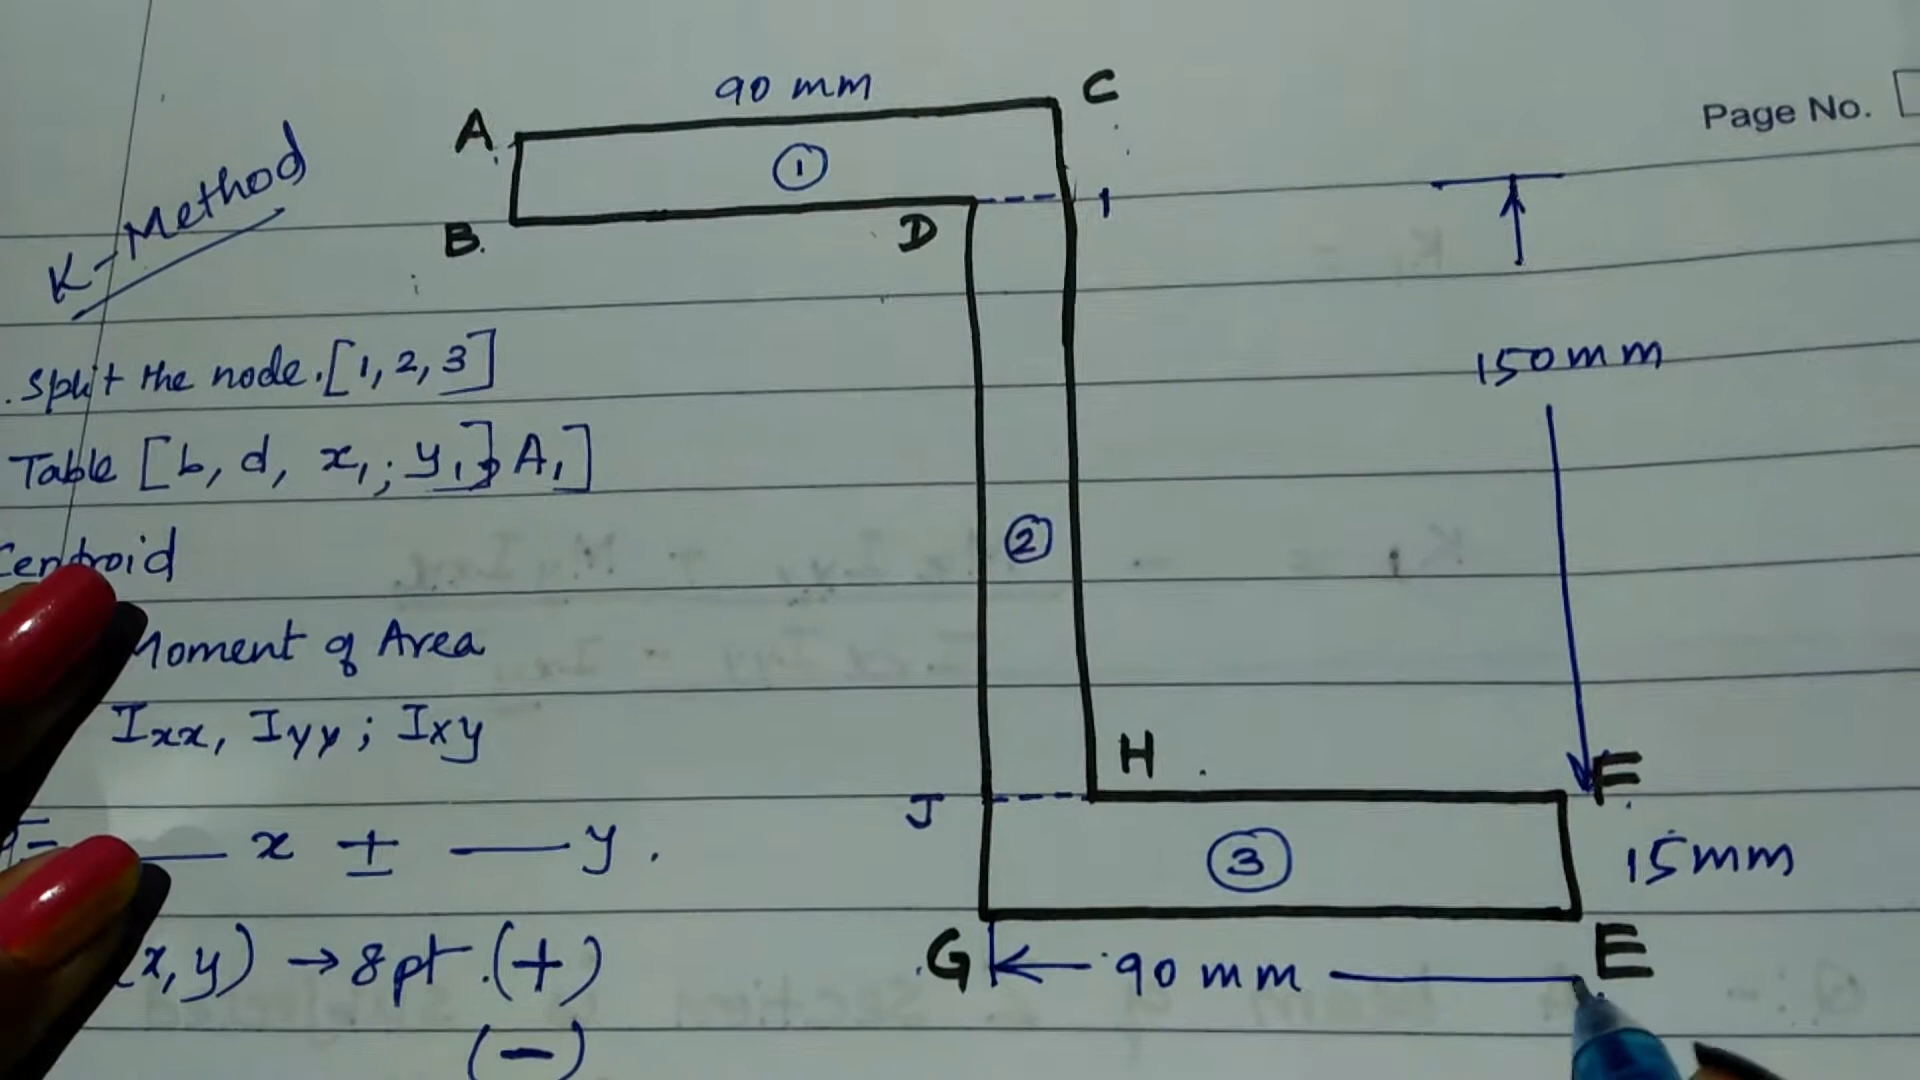 90 mm
C
A
Page No.
①
K-Method
1
B.
D
150mm
. Split the node. [1, 2, 3]
Table [b, d, x₁; y₁; A₁]
②
Centroid
Moment of Area
Ixx, Iyy; Ixy
H
F
J
x ± y.
③
15mm
(x, y) → 8pt. (+)
G
90 mm
E
(-)